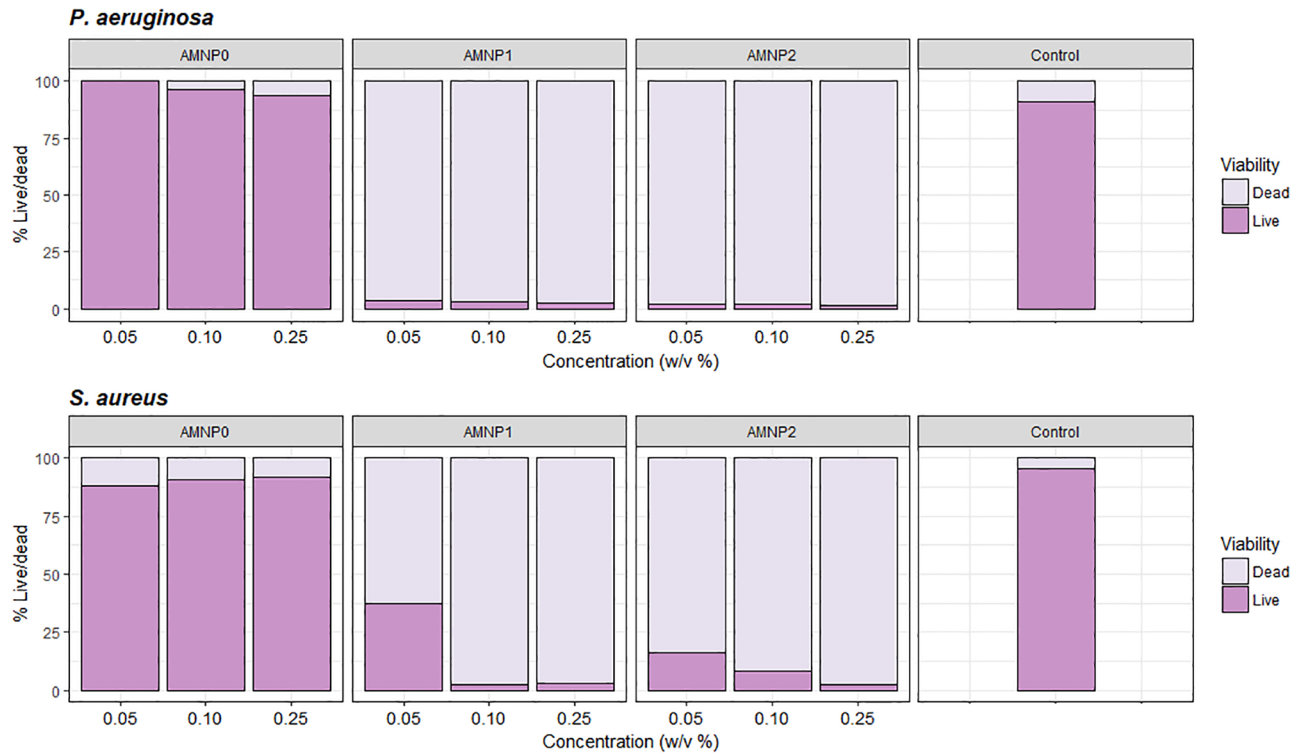 P. aeruginosa
AMNP0 AMNP1 AMNP2 Control
100
75
50
25
0
% Live/dead
0.05 0.10 0.25 0.05 0.10 0.25 0.05 0.10 0.25
Concentration (w/v %)
Viability
Dead
Live
S. aureus
AMNP0 AMNP1 AMNP2 Control
100
75
50
25
0
% Live/dead
0.05 0.10 0.25 0.05 0.10 0.25 0.05 0.10 0.25
Concentration (w/v %)
Viability
Dead
Live